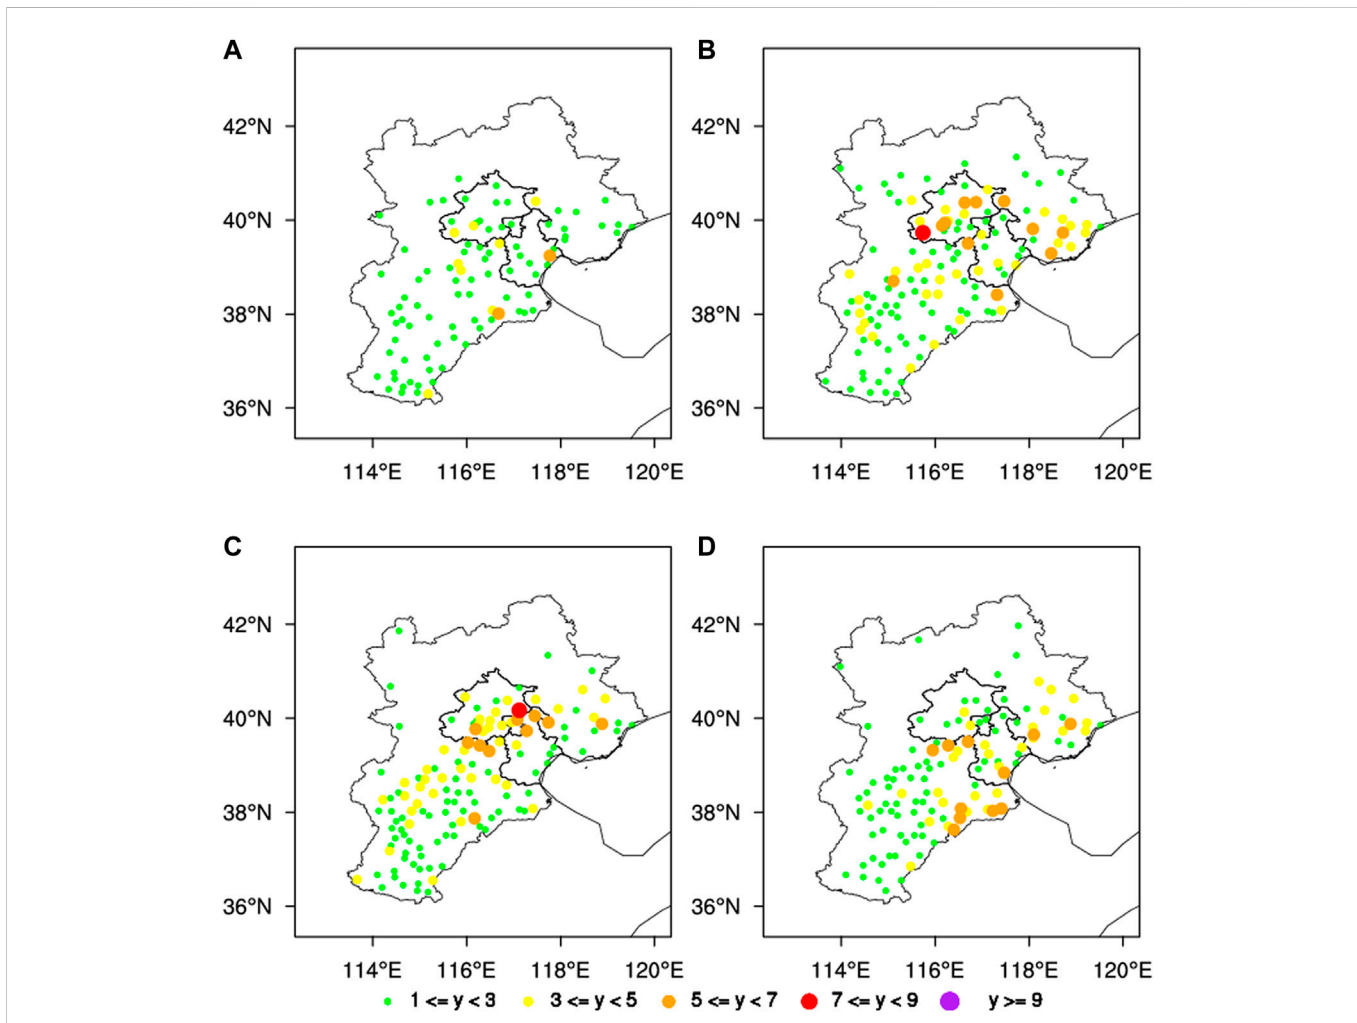 A B
42°N 42°N
40°N 40°N
38°N 38°N
36°N 36°N
114°E 116°E 118°E 120°E 114°E 116°E 118°E 120°E
C D
42°N 42°N
40°N 40°N
38°N 38°N
36°N 36°N
114°E 116°E 118°E 120°E 114°E 116°E 118°E 120°E
1 <= y < 3 3 <= y < 5 5 <= y < 7 7 <= y < 9 y >= 9